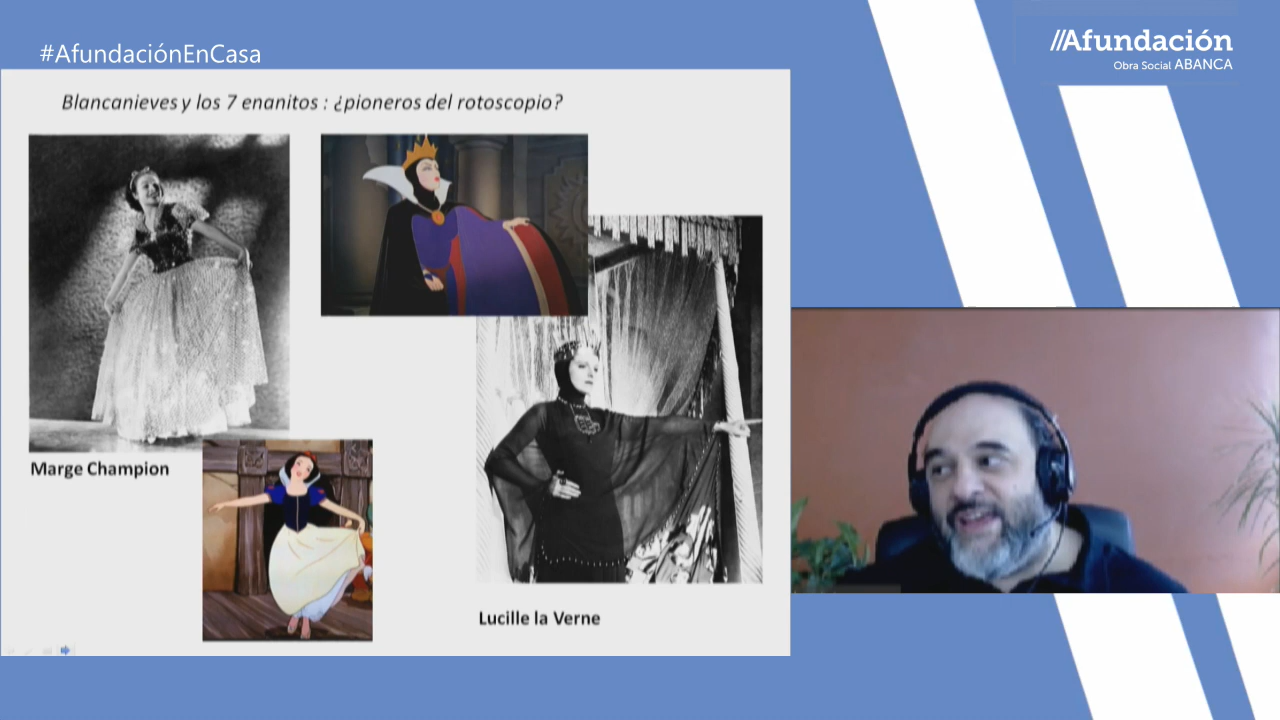 #AfundaciónEnCasa
//Afundación
Obra Social ABANCA
Blancanieves y los 7 enanitos : ¿pioneros del rotoscopio?
Marge Champion
Lucille la Verne